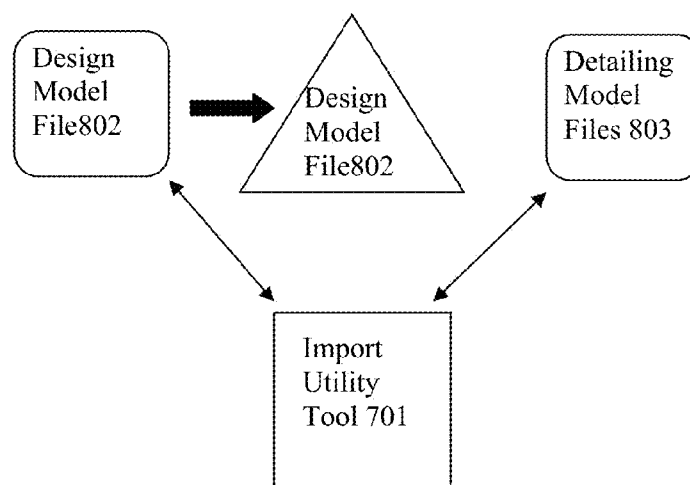 Design
Model
File802
Design
Model
File802
Detailing
Model
Files 803
Import
Utility
Tool 701